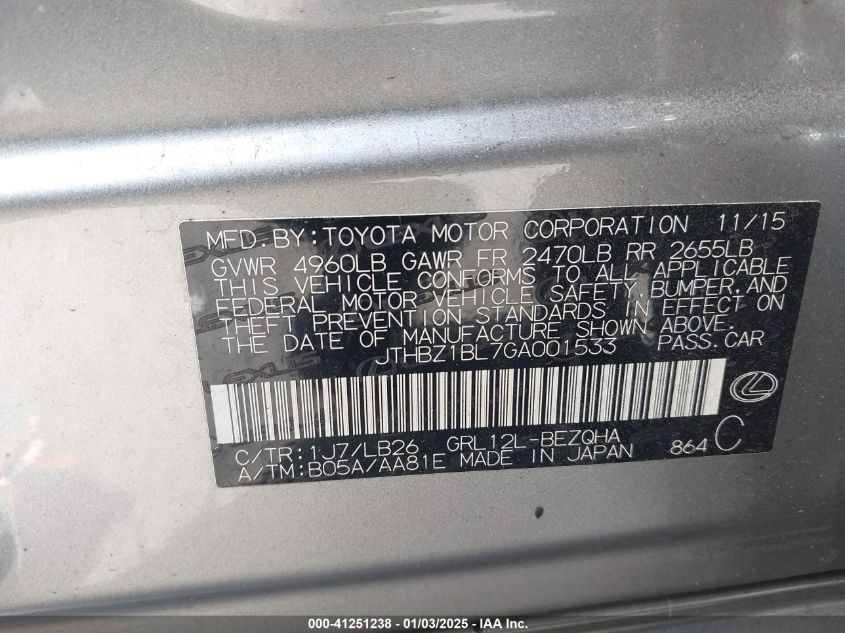 MFD. BY: TOYOTA MOTOR CORPORATION 11/15
GVWR 4960LB GAWR FR 2470LB RR 2655LB
THIS VEHICLE CONFORMS TO ALL APPLICABLE
FEDERAL MOTOR VEHICLE SAFETY, BUMPER, AND
THEFT PREVENTION STANDARDS IN EFFECT ON
THE DATE OF MANUFACTURE SHOWN ABOVE.
JTHBZ1BL7GA001533 PASS. CAR
C/TR: 1J7/LB26 GRL12L-BEZQHA
A/TM: B05A/AA81E MADE IN JAPAN 864 C
000-41251238 - 01/03/2025 - IAA Inc.